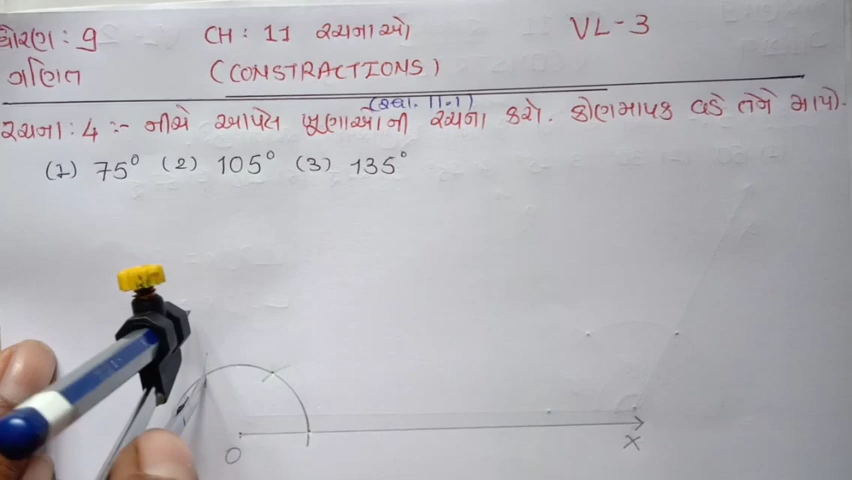 ધોરણ : 9 CH : 11 રચનાઓ VL-3
ગણિત (CONSTRACTIONS)
(સ્વા. 11.1)
રચના : 4 :- નીચે આપેલ ખુણાઓની રચના કરો. કોણમાપક વડે તેને માપો.
(1) 75° (2) 105° (3) 135°
O X